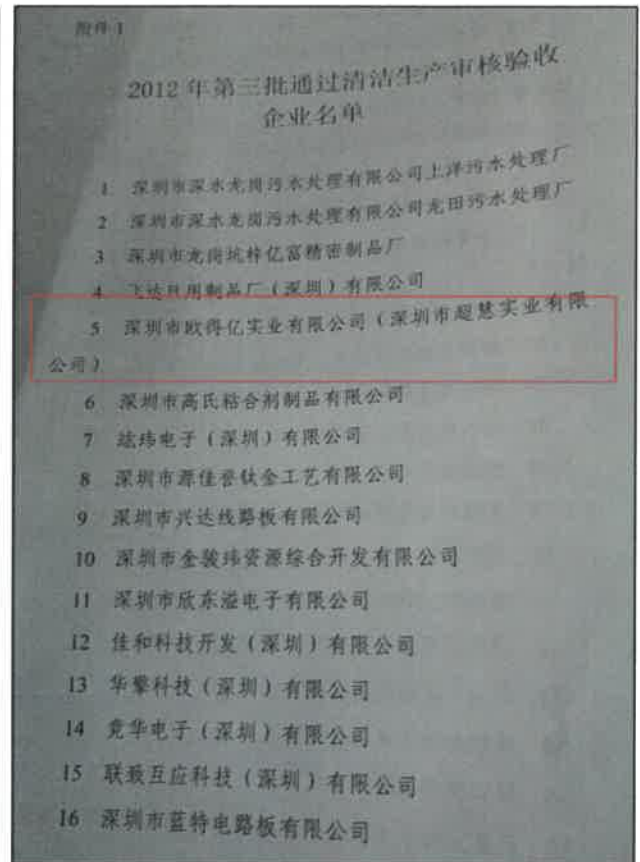 附件 1
2012 年第三批通过清洁生产审核验收
企业名单
1 深圳市深水龙岗污水处理有限公司上洋污水处理厂
2 深圳市深水龙岗污水处理有限公司龙田污水处理厂
3 深圳市龙岗坑梓亿富精密制品厂
4 飞达日用制品厂（深圳）有限公司
5 深圳市欧得亿实业有限公司（深圳市超慧实业有限
公司）
6 深圳市高氏粘合剂制品有限公司
7 竑玮电子（深圳）有限公司
8 深圳市源佳誉钛金工艺有限公司
9 深圳市兴达线路板有限公司
10 深圳市金骏玮资源综合开发有限公司
11 深圳市欣东溢电子有限公司
12 佳和科技开发（深圳）有限公司
13 华擎科技（深圳）有限公司
14 竞华电子（深圳）有限公司
15 联致互应科技（深圳）有限公司
16 深圳市蓝特电路板有限公司